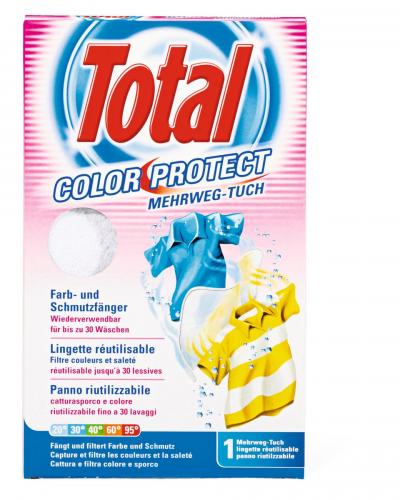 Total
COLOR PROTECT
MEHRWEG-TUCH
Farb- und
Schmutzfänger
Wiederverwendbar
für bis zu 30 Wäschen
Lingette réutilisable
Filtre couleurs et saleté
réutilisable jusqu'à 30 lessives
Panno riutilizzabile
catturasporco e colore
riutilizzabile fino a 30 lavaggi
20° 30° 40° 60° 95°
Fängt und filtert Farbe und Schmutz
Capture et filtre les couleurs et la saleté
Cattura e filtra colore e sporco
1 Mehrweg-Tuch
lingette réutilisable
panno riutilizzabile